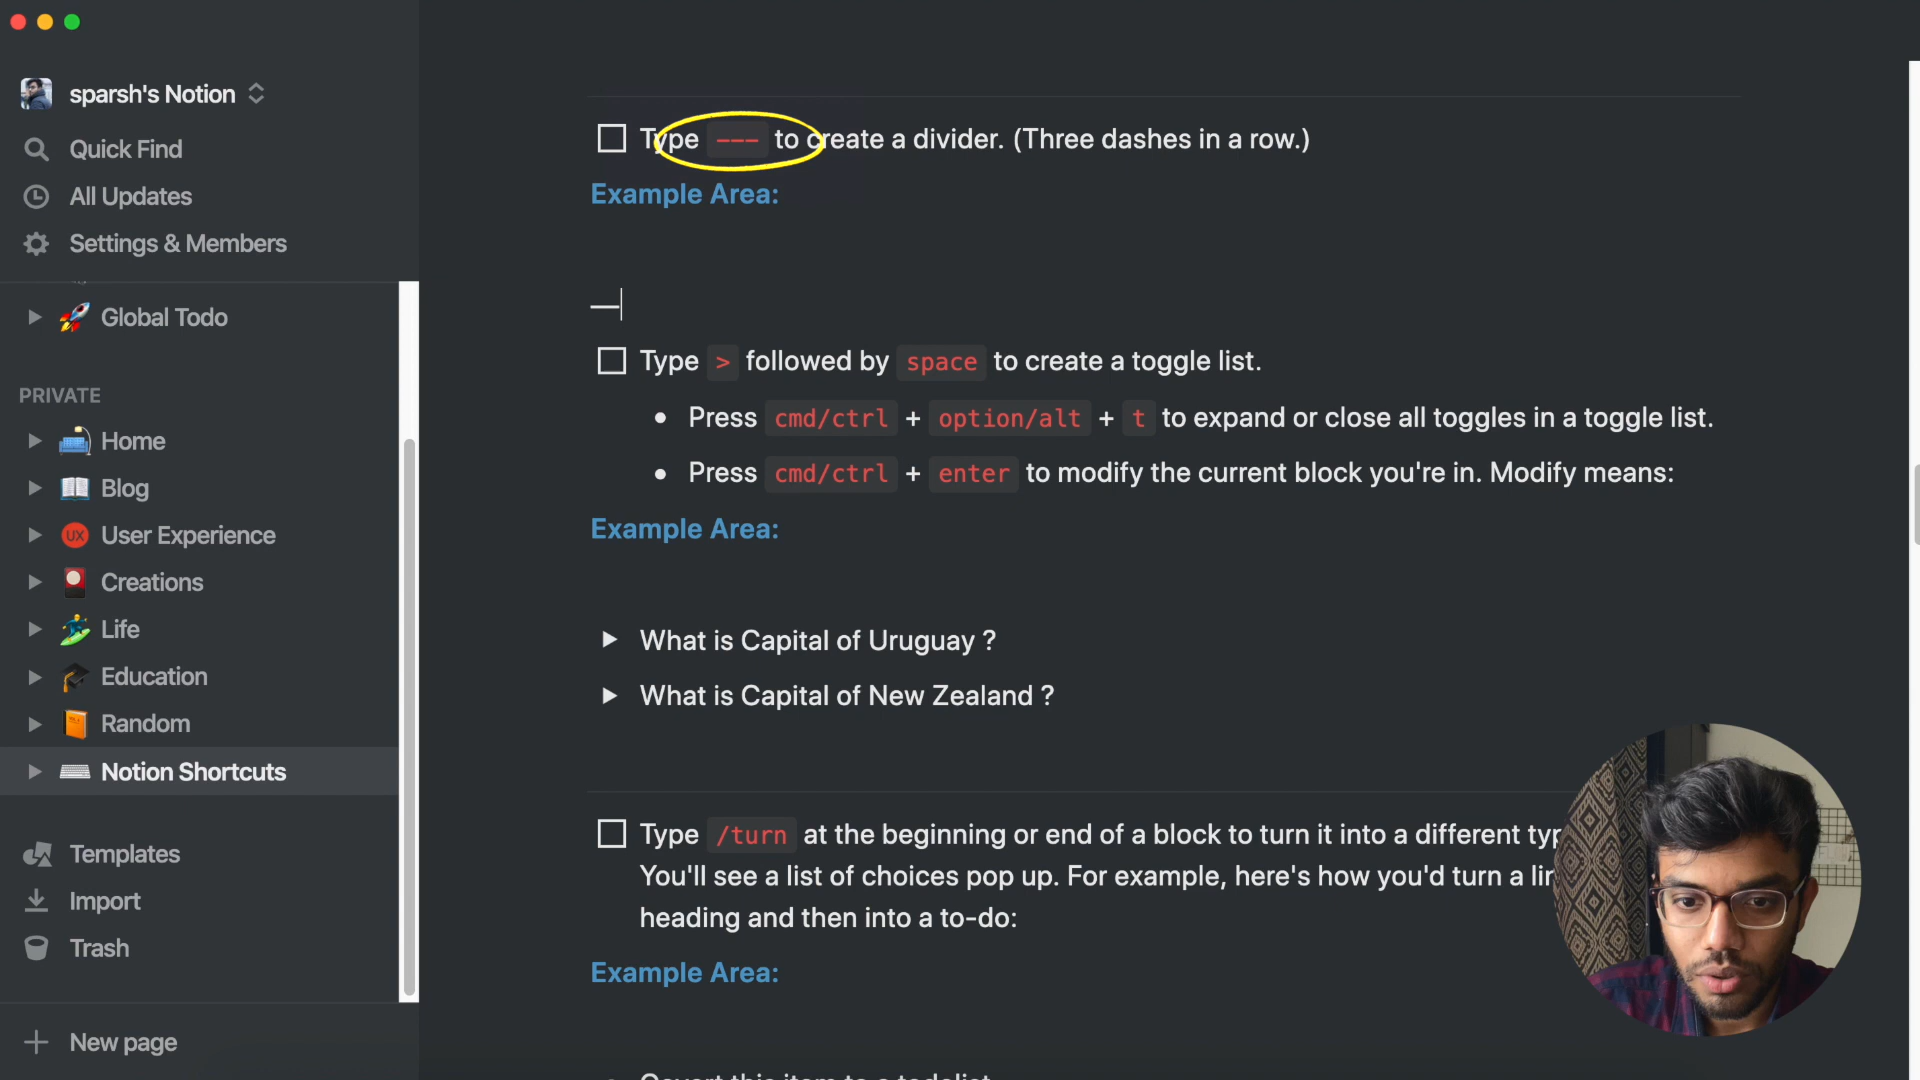 sparsh's Notion
Quick Find
All Updates
Settings & Members
Global Todo
PRIVATE
Home
Blog
UX User Experience
Creations
Life
Education
Random
Notion Shortcuts
Templates
Import
Trash
New page
Type --- to create a divider. (Three dashes in a row.)
Example Area:
—
Type > followed by space to create a toggle list.
• Press cmd/ctrl + option/alt + t to expand or close all toggles in a toggle list.
• Press cmd/ctrl + enter to modify the current block you're in. Modify means:
Example Area:
What is Capital of Uruguay ?
What is Capital of New Zealand ?
Type /turn at the beginning or end of a block to turn it into a different typ
You'll see a list of choices pop up. For example, here's how you'd turn a
heading and then into a to-do:
Example Area: